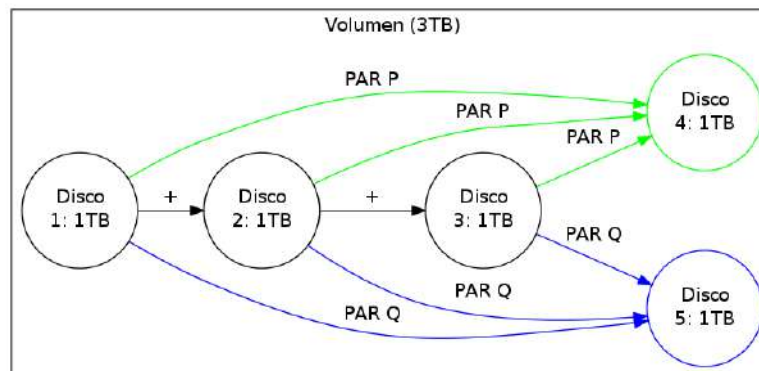 Volumen (3TB)
PAR P
PAR P
PAR P
Disco
4: 1TB
Disco
1: 1TB
+
Disco
2: 1TB
+
Disco
3: 1TB
PAR Q
PAR Q
PAR Q
Disco
5: 1TB